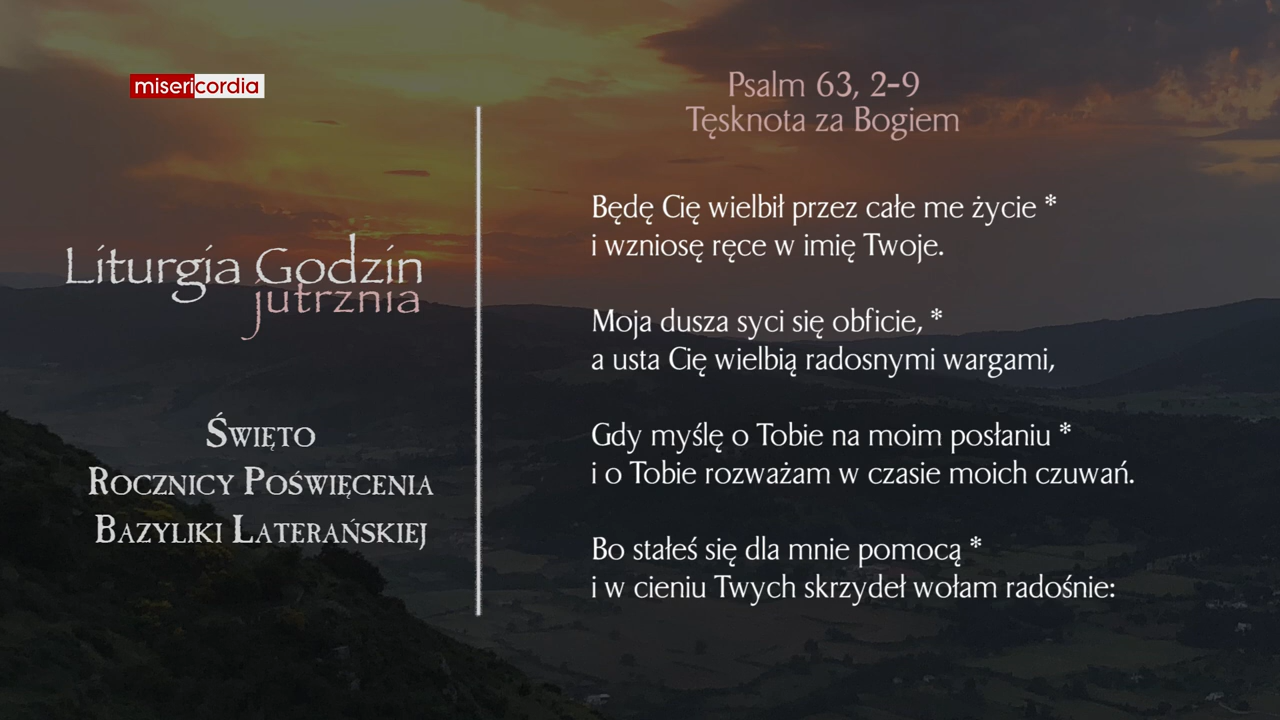 misericordia
Liturgia Godzin
jutrznia
Święto
Rocznicy Poświęcenia
Bazyliki Laterańskiej
Psalm 63, 2-9
Tęsknota za Bogiem
Będę Cię wielbił przez całe me życie *
i wzniosę ręce w imię Twoje.
Moja dusza syci się obficie, *
a usta Cię wielbią radosnymi wargami,
Gdy myślę o Tobie na moim posłaniu *
i o Tobie rozważam w czasie moich czuwań.
Bo stałeś się dla mnie pomocą *
i w cieniu Twych skrzydeł wołam radośnie: